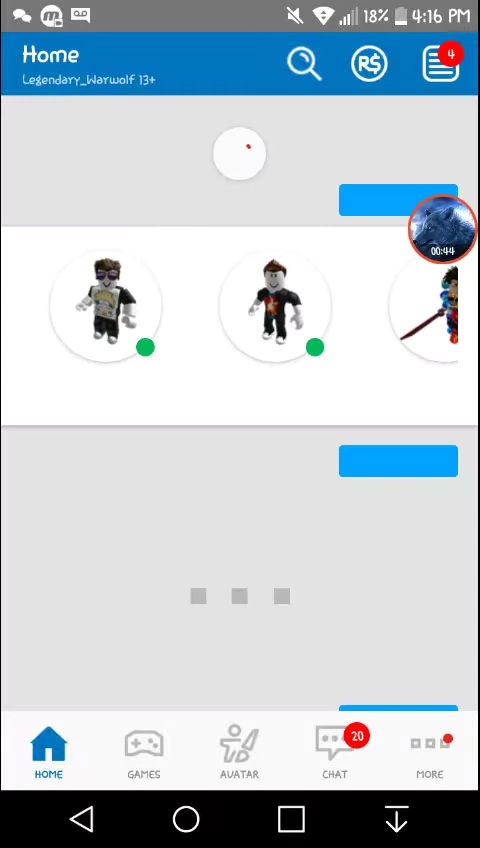 18% 4:16 PM
Home
Legendary_Warwolf 13+
R$
4
00:44
HOME
GAMES
AVATAR
CHAT
20
MORE